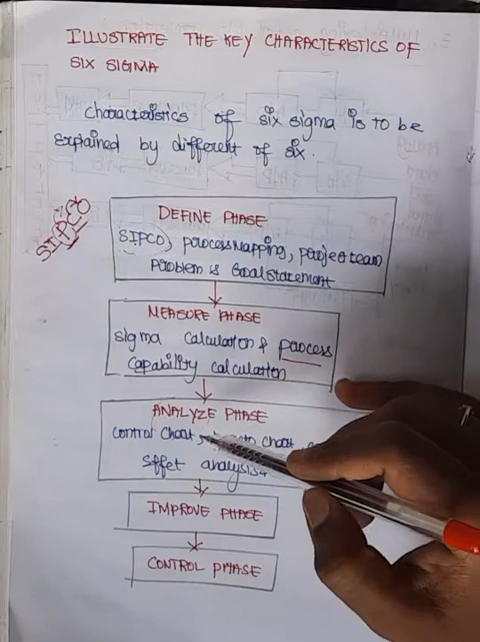 ILLUSTRATE THE KEY CHARACTERISTICS OF
SIX SIGMA
Characteristics of six sigma is to be
Explained by different of six.
SIPCO
DEFINE PHASE
SIPCO, process mapping, project team
Problem is Goal statement
MEASURE PHASE
Sigma calculation & process
capability calculation
ANALYZE PHASE
control chart, chart
Effet analysis
IMPROVE PHASE
CONTROL PHASE